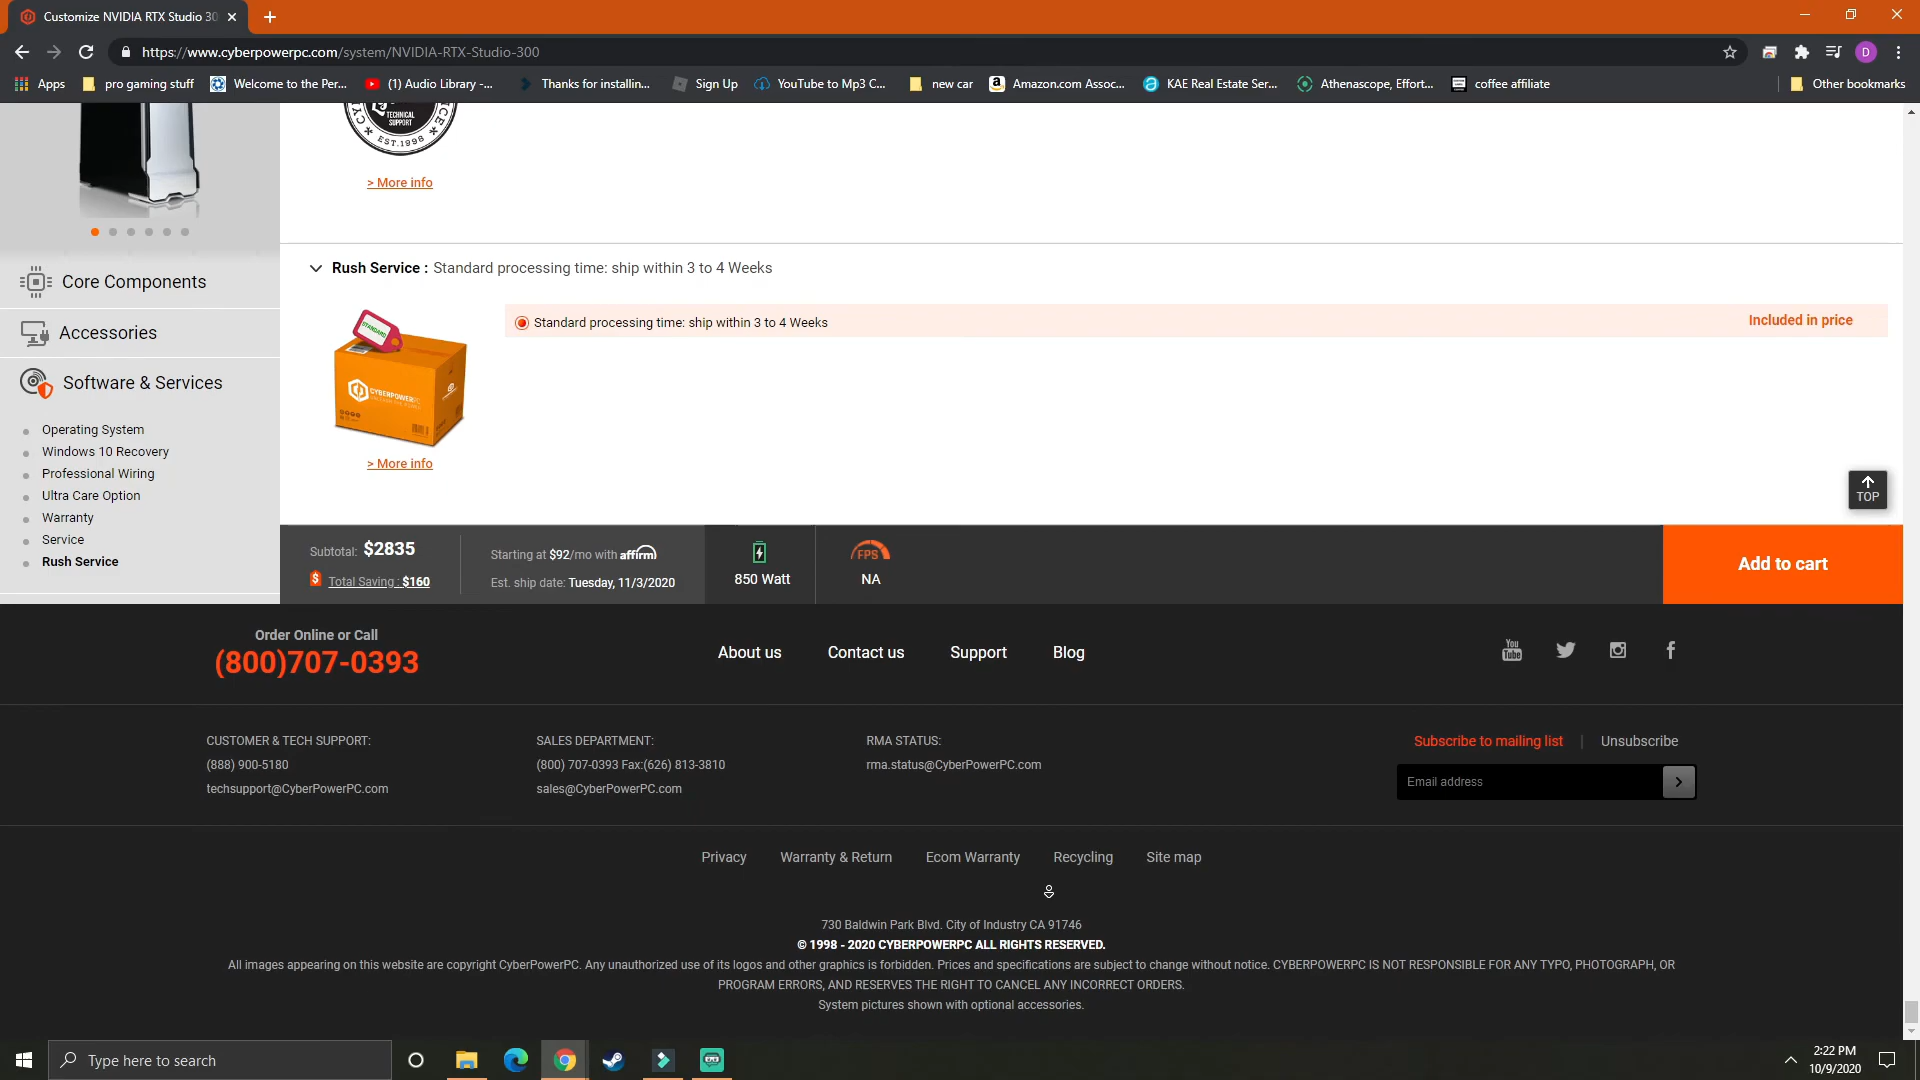 Customize NVIDIA RTX Studio 30
https://www.cyberpowerpc.com/system/NVIDIA-RTX-Studio-300
D
Apps
pro gaming stuff
Welcome to the Per...
(1) Audio Library -...
Thanks for installin...
Sign Up
YouTube to Mp3 C...
new car
Amazon.com Assoc...
KAE Real Estate Ser...
Athenascope, Effort...
coffee affiliate
Other bookmarks
TECHNICAL
SUPPORT
EST.1998
> More info
Rush Service : Standard processing time: ship within 3 to 4 Weeks
Standard processing time: ship within 3 to 4 Weeks
Included in price
STANDARD
CYBERPOWERPC
> More info
Core Components
Accessories
Software & Services
Operating System
Windows 10 Recovery
Professional Wiring
Ultra Care Option
Warranty
Service
Rush Service
TOP
Subtotal: $2835
Total Saving : $160
Starting at $92/mo with affirm
Est. ship date: Tuesday, 11/3/2020
850 Watt
FPS
NA
Add to cart
Order Online or Call
(800)707-0393
About us
Contact us
Support
Blog
You
Tube
CUSTOMER & TECH SUPPORT:
(888) 900-5180
techsupport@CyberPowerPC.com
SALES DEPARTMENT:
(800) 707-0393 Fax:(626) 813-3810
sales@CyberPowerPC.com
RMA STATUS:
rma.status@CyberPowerPC.com
Subscribe to mailing list | Unsubscribe
Email address
Privacy
Warranty & Return
Ecom Warranty
Recycling
Site map
730 Baldwin Park Blvd. City of Industry CA 91746
© 1998 - 2020 CYBERPOWERPC ALL RIGHTS RESERVED.
All images appearing on this website are copyright CyberPowerPC. Any unauthorized use of its logos and other graphics is forbidden. Prices and specifications are subject to change without notice. CYBERPOWERPC IS NOT RESPONSIBLE FOR ANY TYPO, PHOTOGRAPH, OR
PROGRAM ERRORS, AND RESERVES THE RIGHT TO CANCEL ANY INCORRECT ORDERS.
System pictures shown with optional accessories.
Type here to search
2:22 PM
10/9/2020